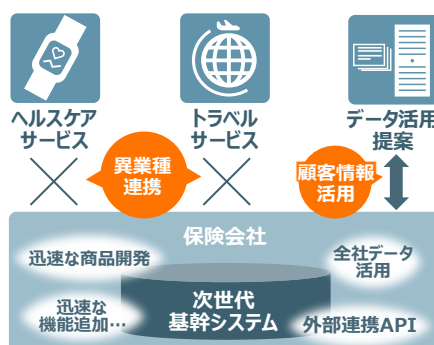 ヘルスケア
サービス
トラベル
サービス
データ活用
提案
異業種
連携
顧客情報
活用
保険会社
迅速な商品開発
全社データ
活用
迅速な
機能追加…
次世代
基幹システム
外部連携API